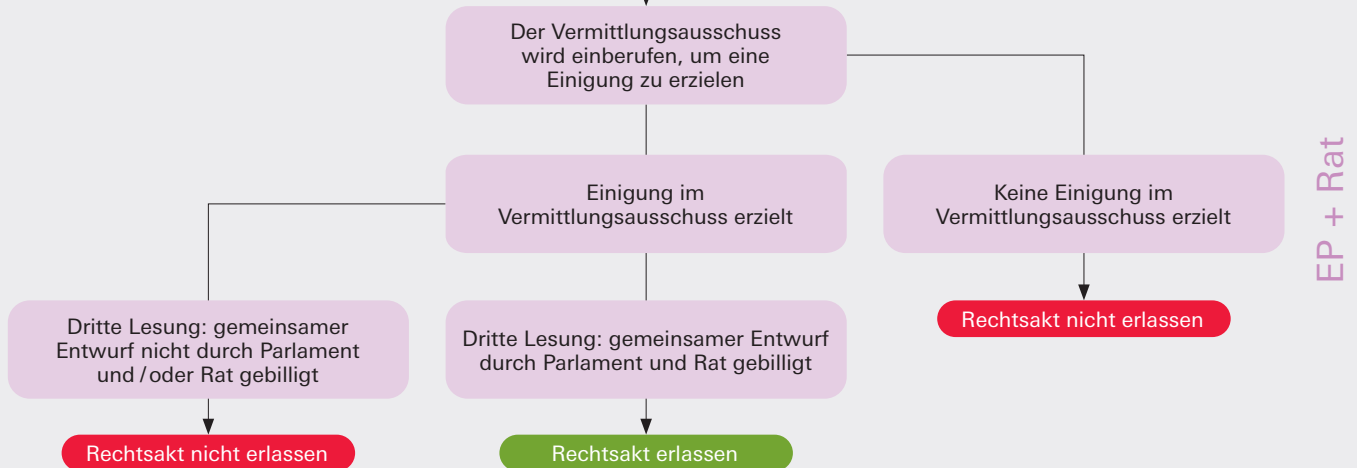 Der Vermittlungsausschuss
wird einberufen, um eine
Einigung zu erzielen
Einigung im
Vermittlungsausschuss erzielt
Keine Einigung im
Vermittlungsausschuss erzielt
EP + Rat
Rechtsakt nicht erlassen
Dritte Lesung: gemeinsamer
Entwurf nicht durch Parlament
und/oder Rat gebilligt
Dritte Lesung: gemeinsamer Entwurf
durch Parlament und Rat gebilligt
Rechtsakt nicht erlassen
Rechtsakt erlassen